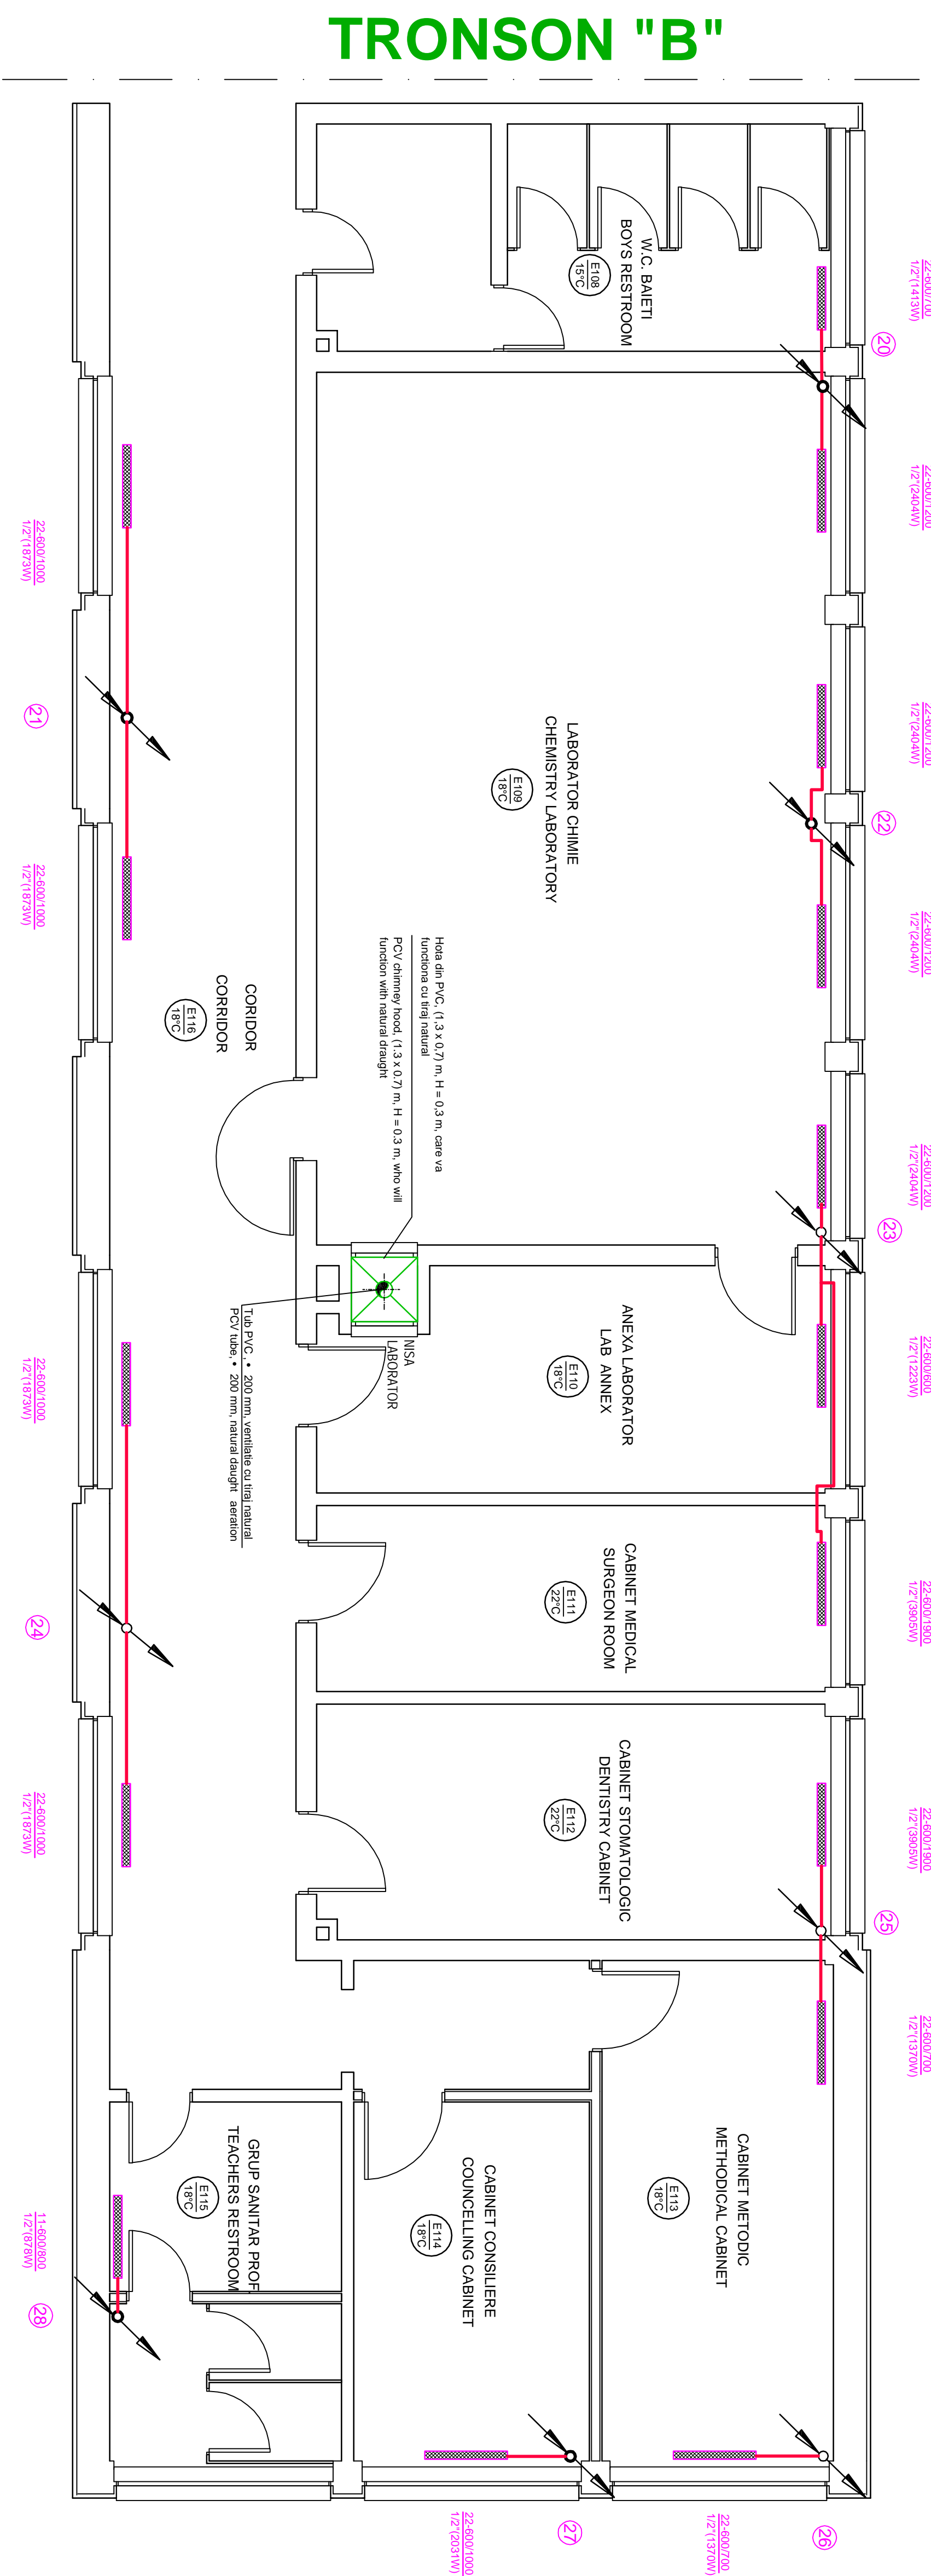 TRONSON "B"
22-600/700
1/2"(1413W)
20
22-600/1200
1/2"(2404W)
22-600/1200
1/2"(2404W)
22
22-600/1200
1/2"(2404W)
22-600/1200
1/2"(2404W)
23
22-600/600
1/2"(1223W)
22-600/1900
1/2"(3905W)
22-600/1900
1/2"(3905W)
25
22-600/700
1/2"(1370W)
W.C. BAIETI
BOYS RESTROOM
E108
15°C
LABORATOR CHIMIE
CHEMISTRY LABORATORY
E109
18°C
Hota din PVC, (1,3 x 0,7) m, H = 0,3 m, care va
functiona cu tiraj natural
PCV chimney hood, (1.3 x 0.7) m, H = 0.3 m, who will
function with natural draught
NISA
LABORATOR
ANEXA LABORATOR
LAB ANNEX
E110
18°C
Tub PVC, • 200 mm, ventilatie cu tiraj natural
PCV tube, • 200 mm, natural daught aeration
CABINET MEDICAL
SURGEON ROOM
E111
22°C
CABINET STOMATOLOGIC
DENTISTRY CABINET
E112
22°C
CABINET METODIC
METHODICAL CABINET
E113
18°C
CABINET CONSILIERE
COUNCELLING CABINET
E114
18°C
GRUP SANITAR PROF
TEACHERS RESTROOM
E115
18°C
CORIDOR
CORRIDOR
E116
18°C
22-600/1000
1/2"(1873W)
21
22-600/1000
1/2"(1873W)
22-600/1000
1/2"(1873W)
24
22-600/1000
1/2"(1873W)
11-600/800
1/2"(878W)
28
22-600/1000
1/2"(2031W)
27
22-600/700
1/2"(1370W)
26